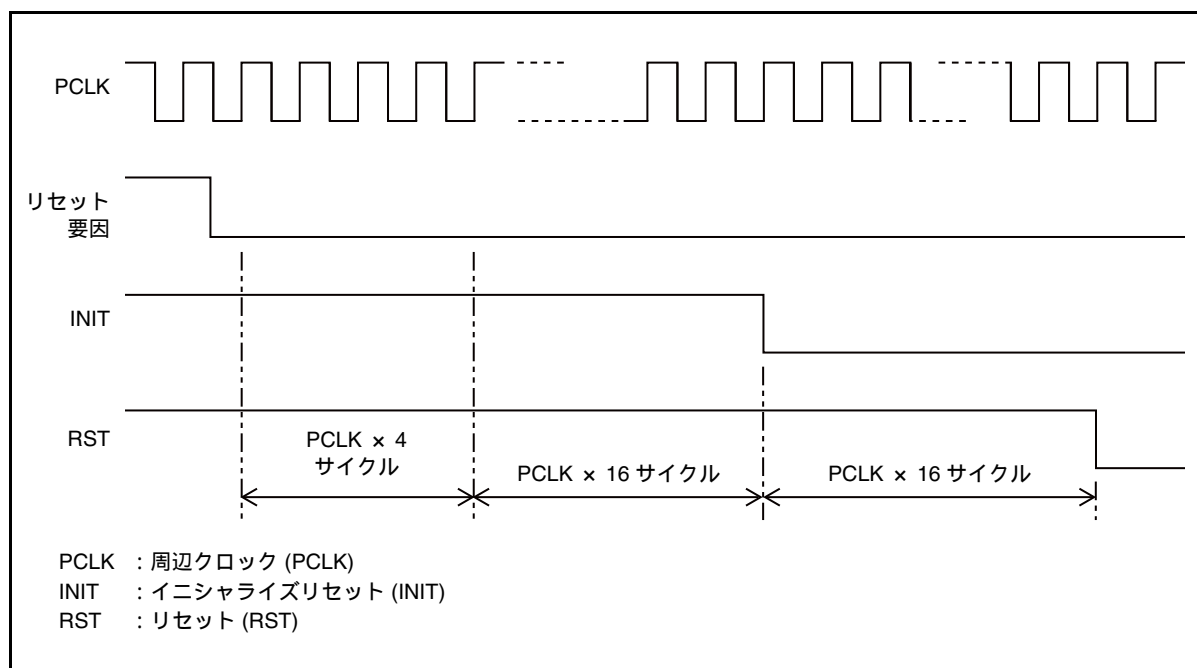 PCLK
リセット
要因
INIT
RST
PCLK × 4
サイクル
PCLK × 16 サイクル
PCLK × 16 サイクル
PCLK : 周辺クロック (PCLK)
INIT : イニシャライズリセット (INIT)
RST : リセット (RST)